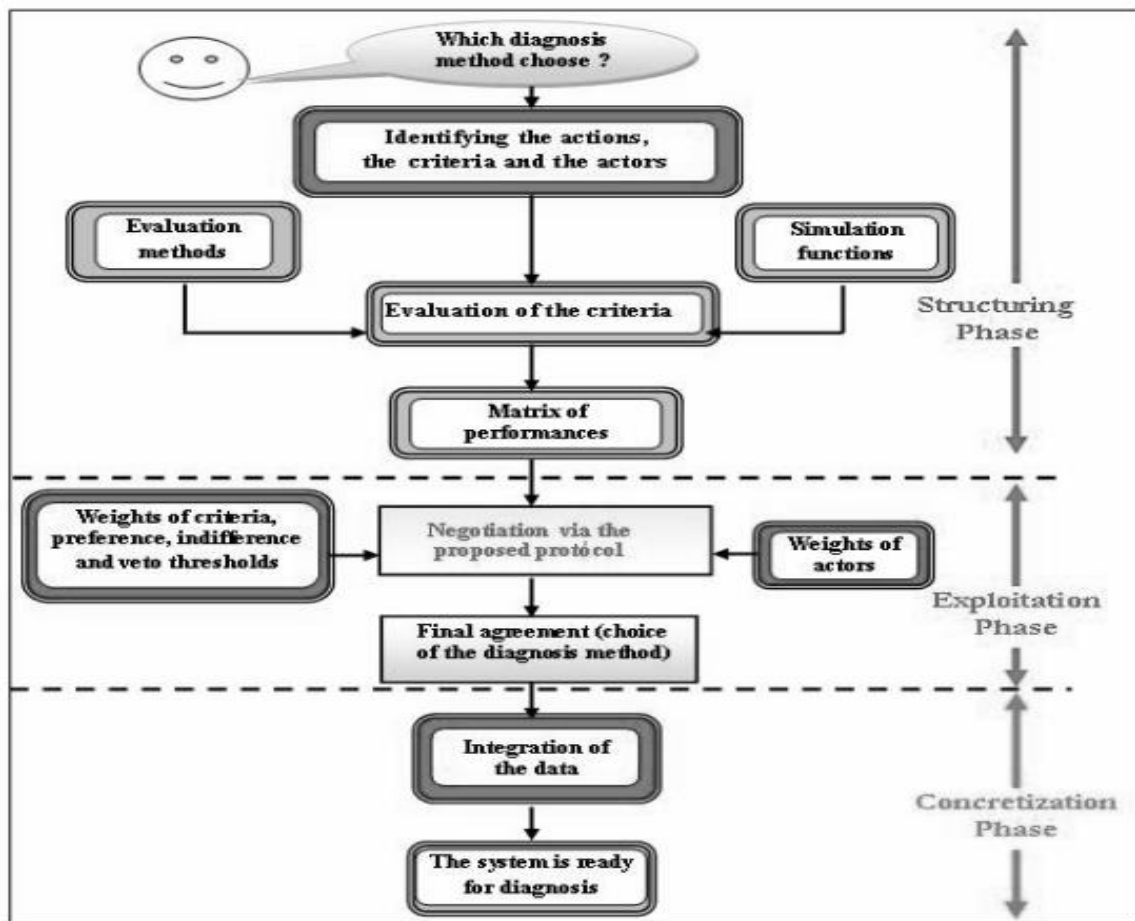 Which diagnosis
method choose ?
Identifying the actions,
the criteria and the actors
Evaluation
methods
Simulation
functions
Evaluation of the criteria
Structuring
Phase
Matrix of
performances
Weights of criteria,
preference, indifference
and veto thresholds
Negotiation via the
proposed protócol
Weights of
actors
Exploitation
Phase
Final agreement (choice
of the diagnosis method)
Integration of
the data
Concretization
Phase
The system is ready
for diagnosis